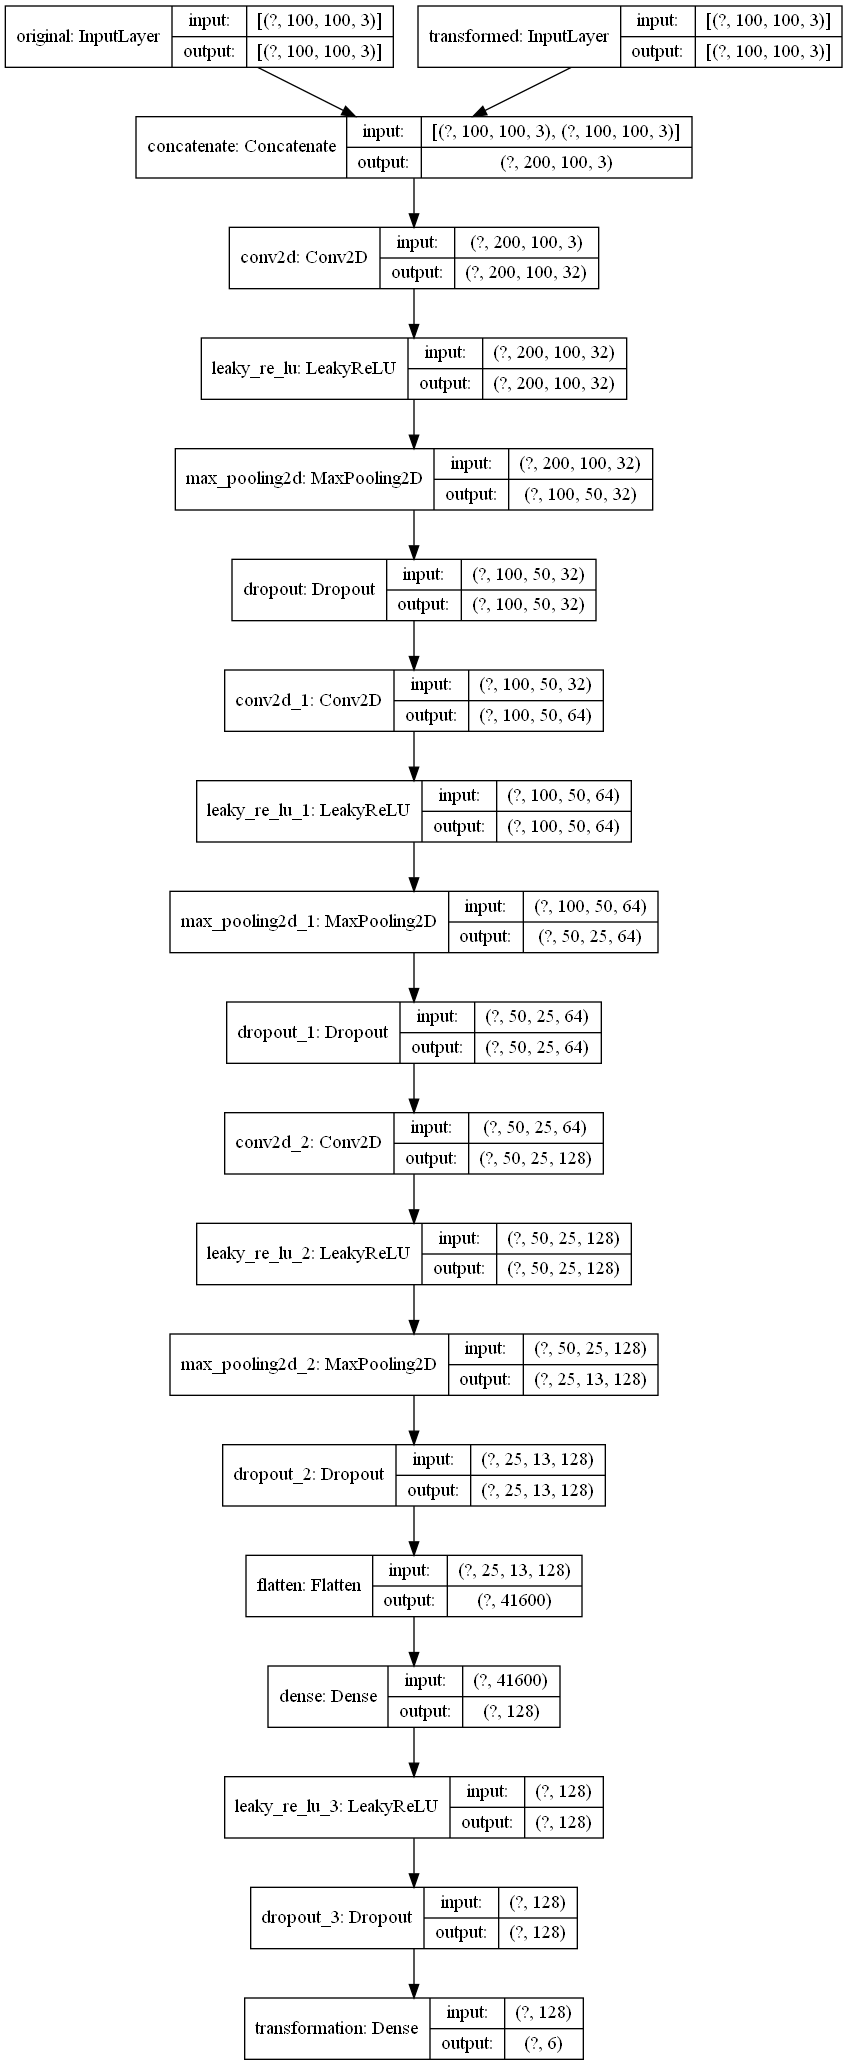 original: InputLayer
input: [(?, 100, 100, 3)]
output: [(?, 100, 100, 3)]
transformed: InputLayer
input: [(?, 100, 100, 3)]
output: [(?, 100, 100, 3)]
concatenate: Concatenate
input: [(?, 100, 100, 3), (?, 100, 100, 3)]
output: (?, 200, 100, 3)
conv2d: Conv2D
input: (?, 200, 100, 3)
output: (?, 200, 100, 32)
leaky_re_lu: LeakyReLU
input: (?, 200, 100, 32)
output: (?, 200, 100, 32)
max_pooling2d: MaxPooling2D
input: (?, 200, 100, 32)
output: (?, 100, 50, 32)
dropout: Dropout
input: (?, 100, 50, 32)
output: (?, 100, 50, 32)
conv2d_1: Conv2D
input: (?, 100, 50, 32)
output: (?, 100, 50, 64)
leaky_re_lu_1: LeakyReLU
input: (?, 100, 50, 64)
output: (?, 100, 50, 64)
max_pooling2d_1: MaxPooling2D
input: (?, 100, 50, 64)
output: (?, 50, 25, 64)
dropout_1: Dropout
input: (?, 50, 25, 64)
output: (?, 50, 25, 64)
conv2d_2: Conv2D
input: (?, 50, 25, 64)
output: (?, 50, 25, 128)
leaky_re_lu_2: LeakyReLU
input: (?, 50, 25, 128)
output: (?, 50, 25, 128)
max_pooling2d_2: MaxPooling2D
input: (?, 50, 25, 128)
output: (?, 25, 13, 128)
dropout_2: Dropout
input: (?, 25, 13, 128)
output: (?, 25, 13, 128)
flatten: Flatten
input: (?, 25, 13, 128)
output: (?, 41600)
dense: Dense
input: (?, 41600)
output: (?, 128)
leaky_re_lu_3: LeakyReLU
input: (?, 128)
output: (?, 128)
dropout_3: Dropout
input: (?, 128)
output: (?, 128)
transformation: Dense
input: (?, 128)
output: (?, 6)